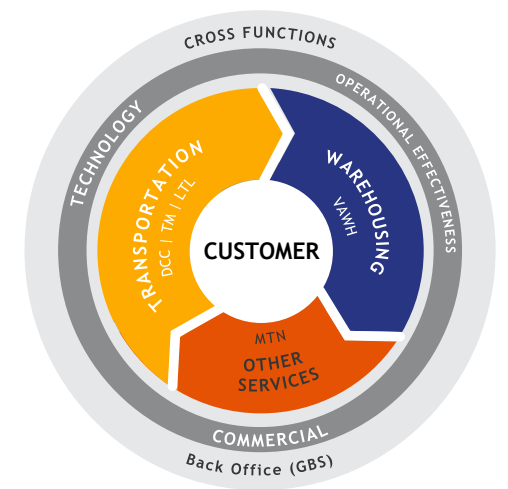 CROSS FUNCTIONS
TECHNOLOGY
OPERATIONAL EFFECTIVENESS
TRANSPORTATION
DCC | TM | LTL
WAREHOUSING
VAWH
CUSTOMER
MTN
OTHER
SERVICES
COMMERCIAL
Back Office (GBS)